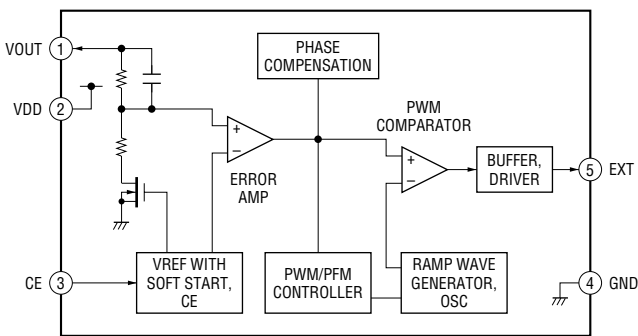 VOUT 1
VDD 2
CE 3
PHASE
COMPENSATION
+
−
ERROR
AMP
PWM
COMPARATOR
+
−
BUFFER,
DRIVER
5 EXT
VREF WITH
SOFT START,
CE
PWM/PFM
CONTROLLER
RAMP WAVE
GENERATOR,
OSC
4 GND